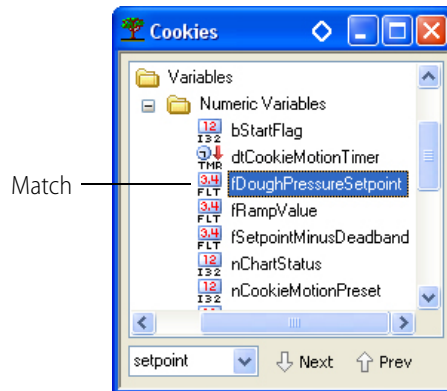 Cookies
Variables
Numeric Variables
12 I32 bStartFlag
TMR dtCookieMotionTimer
Match
3.4 FLT fDoughPressureSetpoint
3.4 FLT fRampValue
3.4 FLT fSetpointMinusDeadband
12 I32 nChartStatus
12 I32 nCookieMotionPreset
12
setpoint Next Prev